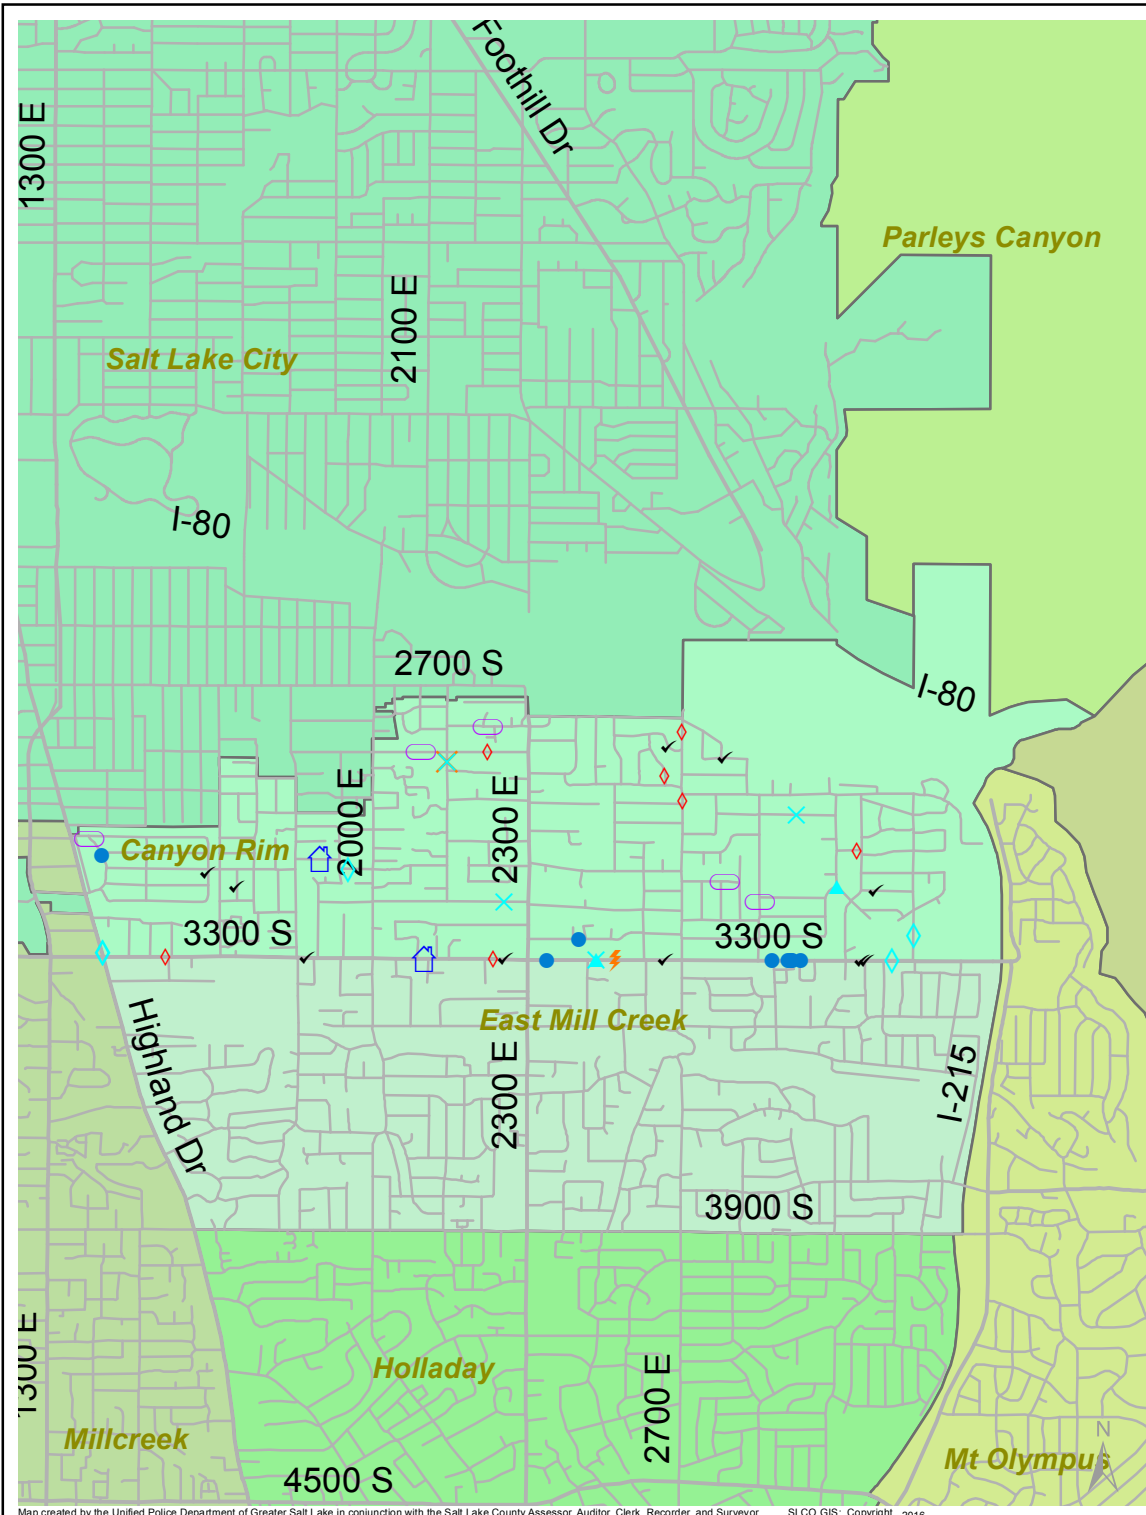 Foothill Dr
1300 E
Parleys Canyon
2100 E
Salt Lake City
I-80
2700 S
I-80
2000 E
2300 E
Canyon Rim
3300 S
3300 S
East Mill Creek
Highland Dr
2300 E
I-215
3900 S
1300 E
Holladay
2700 E
Millcreek
N
Mt Olympus
4500 S
Map created by the Unified Police Department of Greater Salt Lake in conjunction with the Salt Lake County Assessor, Auditor, Clerk, Recorder, and Surveyor. SLCO GIS: Copyright 2016